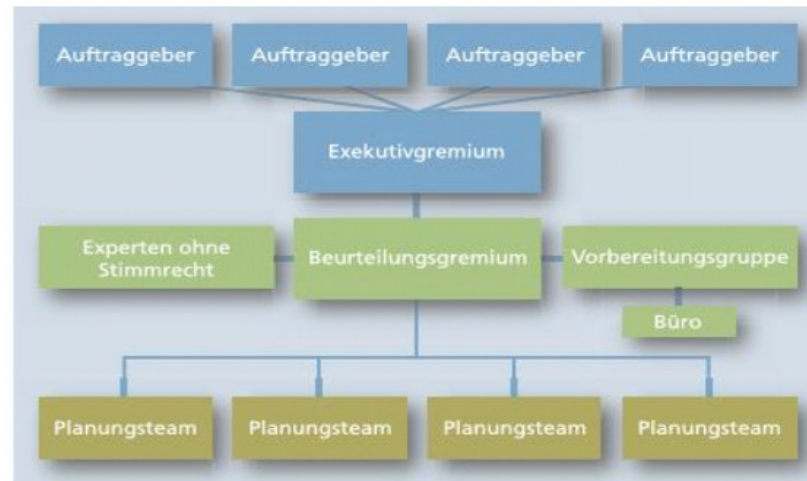 Auftraggeber
Auftraggeber
Auftraggeber
Auftraggeber
Exekutivgremium
Experten ohne
Stimmrecht
Beurteilungsgremium
Vorbereitungsgruppe
Büro
Planungsteam
Planungsteam
Planungsteam
Planungsteam